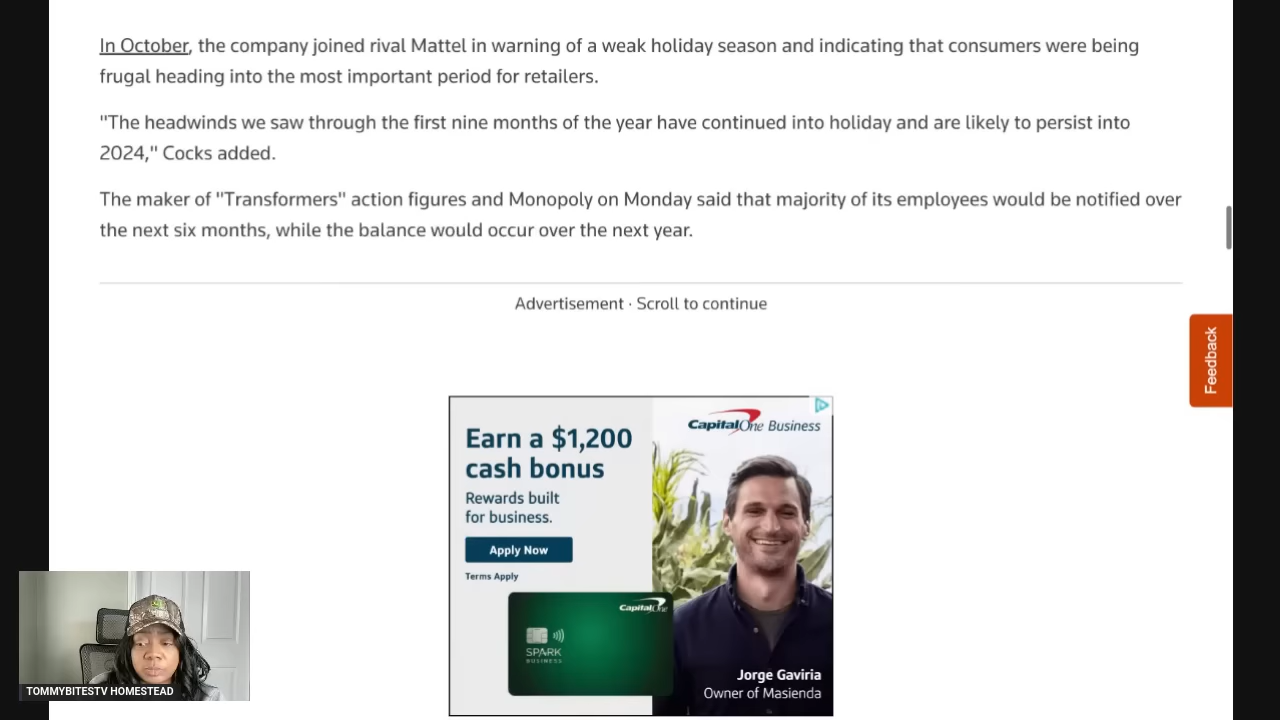 In October, the company joined rival Mattel in warning of a weak holiday season and indicating that consumers were being
frugal heading into the most important period for retailers.
"The headwinds we saw through the first nine months of the year have continued into holiday and are likely to persist into
2024," Cocks added.
The maker of "Transformers" action figures and Monopoly on Monday said that majority of its employees would be notified over
the next six months, while the balance would occur over the next year.
Advertisement · Scroll to continue
Feedback
Earn a $1,200
cash bonus
Rewards built
for business.
Apply Now
Terms Apply
CapitalOne Business
CapitalOne
SPARK
BUSINESS
Jorge Gaviria
Owner of Masienda
TOMMYBITESTV HOMESTEAD